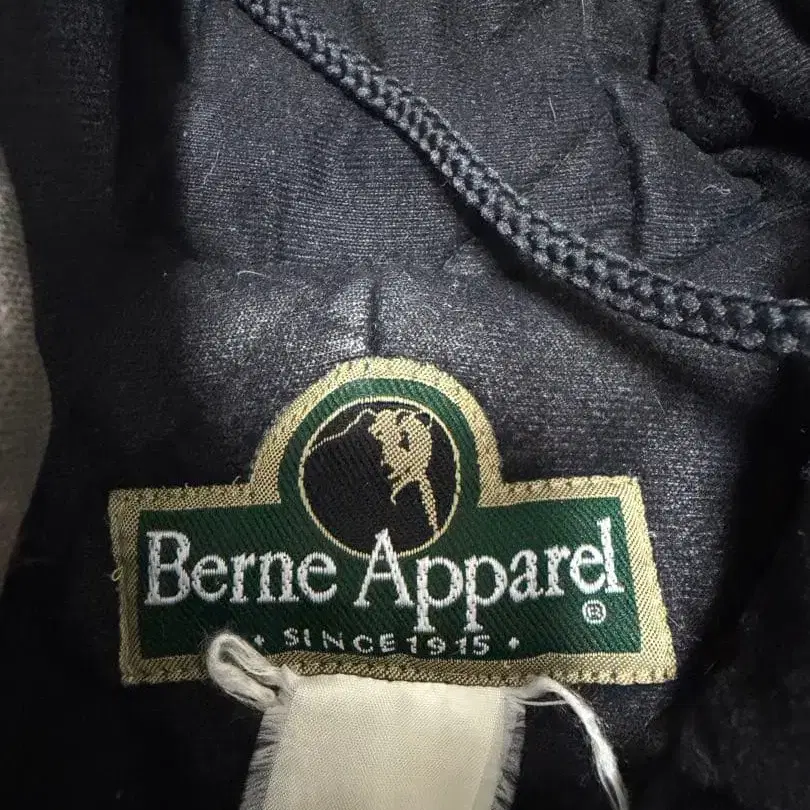 Berne Apparel ®
• SINCE 1915 •